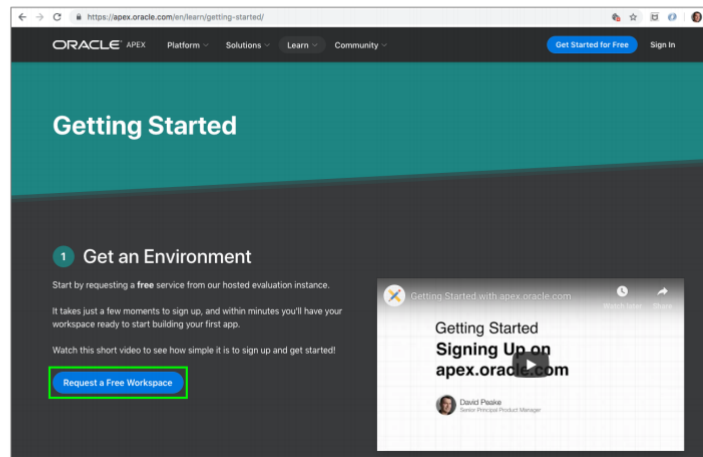 https://apex.oracle.com/en/learn/getting-started/
ORACLE APEX Platform Solutions Learn Community Get Started for Free Sign In
Getting Started
1 Get an Environment
Start by requesting a free service from our hosted evaluation instance.
It takes just a few moments to sign up, and within minutes you'll have your
workspace ready to start building your first app.
Watch this short video to see how simple it is to sign up and get started!
Request a Free Workspace
Getting Started with apex.oracle.com
Watch later Share
Getting Started
Signing Up on
apex.oracle.com
David Peake
Senior Principal Product Manager